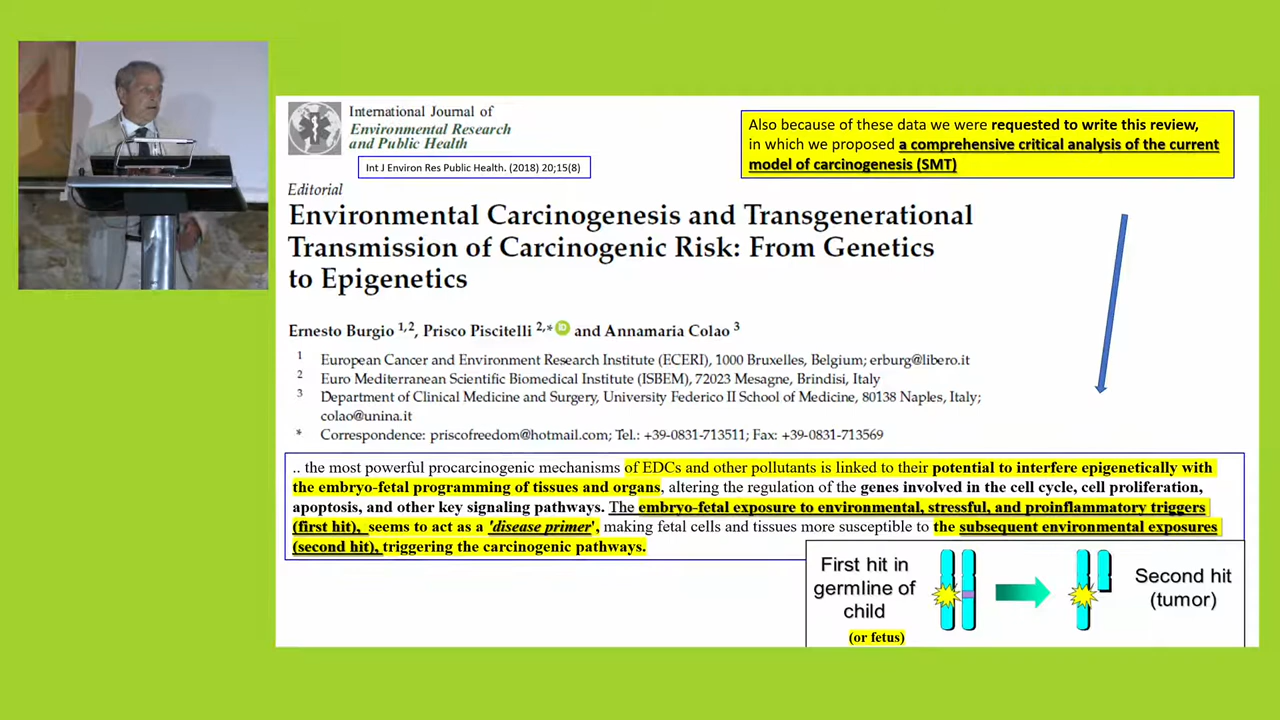 International Journal of
Environmental Research
and Public Health
Int J Environ Res Public Health. (2018) 20;15(8)
Also because of these data we were requested to write this review,
in which we proposed a comprehensive critical analysis of the current
model of carcinogenesis (SMT)
Editorial
Environmental Carcinogenesis and Transgenerational
Transmission of Carcinogenic Risk: From Genetics
to Epigenetics
Ernesto Burgio 1,2, Prisco Piscitelli 2,* iD and Annamaria Colao 3
1 European Cancer and Environment Research Institute (ECERI), 1000 Bruxelles, Belgium; erburg@libero.it
2 Euro Mediterranean Scientific Biomedical Institute (ISBEM), 72023 Mesagne, Brindisi, Italy
3 Department of Clinical Medicine and Surgery, University Federico II School of Medicine, 80138 Naples, Italy;
colao@unina.it
* Correspondence: priscofreedom@hotmail.com; Tel.: +39-0831-713511; Fax: +39-0831-713569
.. the most powerful procarcinogenic mechanisms of EDCs and other pollutants is linked to their potential to interfere epigenetically with
the embryo-fetal programming of tissues and organs, altering the regulation of the genes involved in the cell cycle, cell proliferation,
apoptosis, and other key signaling pathways. The embryo-fetal exposure to environmental, stressful, and proinflammatory triggers
(first hit), seems to act as a 'disease primer', making fetal cells and tissues more susceptible to the subsequent environmental exposures
(second hit), triggering the carcinogenic pathways.
First hit in
germline of
child
(or fetus)
Second hit
(tumor)